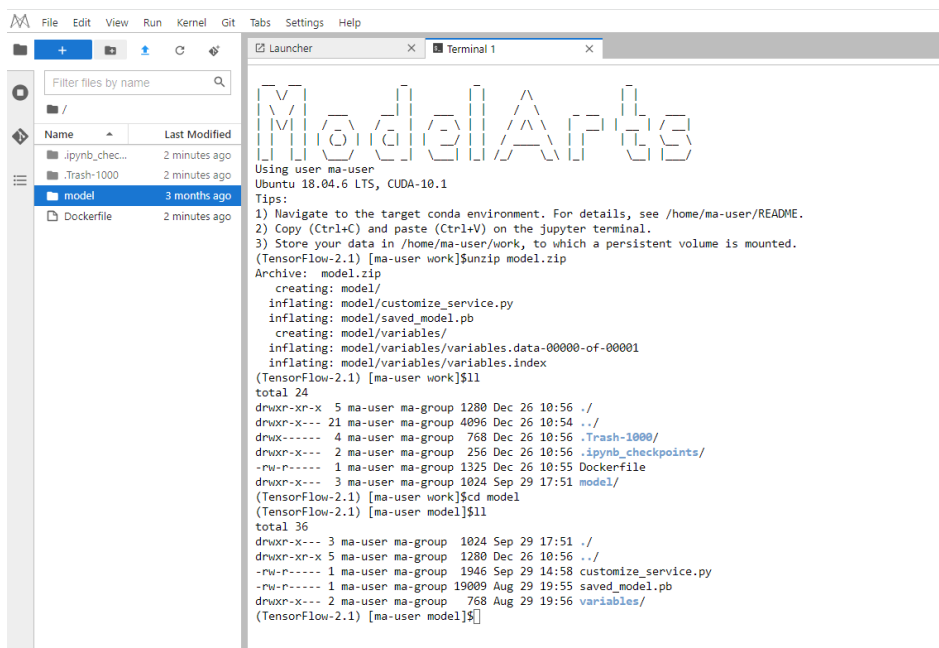 File Edit View Run Kernel Git Tabs Settings Help
Launcher
Terminal 1
Filter files by name
/
Name Last Modified
.ipynb_chec... 2 minutes ago
.Trash-1000 2 minutes ago
model 3 months ago
Dockerfile 2 minutes ago
ModelArts
Using user ma-user
Ubuntu 18.04.6 LTS, CUDA-10.1
Tips:
1) Navigate to the target conda environment. For details, see /home/ma-user/README.
2) Copy (Ctrl+C) and paste (Ctrl+V) on the jupyter terminal.
3) Store your data in /home/ma-user/work, to which a persistent volume is mounted.
(TensorFlow-2.1) [ma-user work]$unzip model.zip
Archive:  model.zip
   creating: model/
  inflating: model/customize_service.py
  inflating: model/saved_model.pb
   creating: model/variables/
  inflating: model/variables/variables.data-00000-of-00001
  inflating: model/variables/variables.index
(TensorFlow-2.1) [ma-user work]$ll
total 24
drwxr-xr-x  5 ma-user ma-group 1280 Dec 26 10:56 ./
drwxr-x--- 21 ma-user ma-group 4096 Dec 26 10:54 ../
drwx------  4 ma-user ma-group  768 Dec 26 10:56 .Trash-1000/
drwxr-x---  2 ma-user ma-group  256 Dec 26 10:56 .ipynb_checkpoints/
-rw-r-----  1 ma-user ma-group 1325 Dec 26 10:55 Dockerfile
drwxr-x---  3 ma-user ma-group 1024 Sep 29 17:51 model/
(TensorFlow-2.1) [ma-user work]$cd model
(TensorFlow-2.1) [ma-user model]$ll
total 36
drwxr-x--- 3 ma-user ma-group  1024 Sep 29 17:51 ./
drwxr-xr-x 5 ma-user ma-group  1280 Dec 26 10:56 ../
-rw-r----- 1 ma-user ma-group  1946 Sep 29 14:58 customize_service.py
-rw-r----- 1 ma-user ma-group 19009 Aug 29 19:55 saved_model.pb
drwxr-x--- 2 ma-user ma-group   768 Aug 29 19:56 variables/
(TensorFlow-2.1) [ma-user model]$